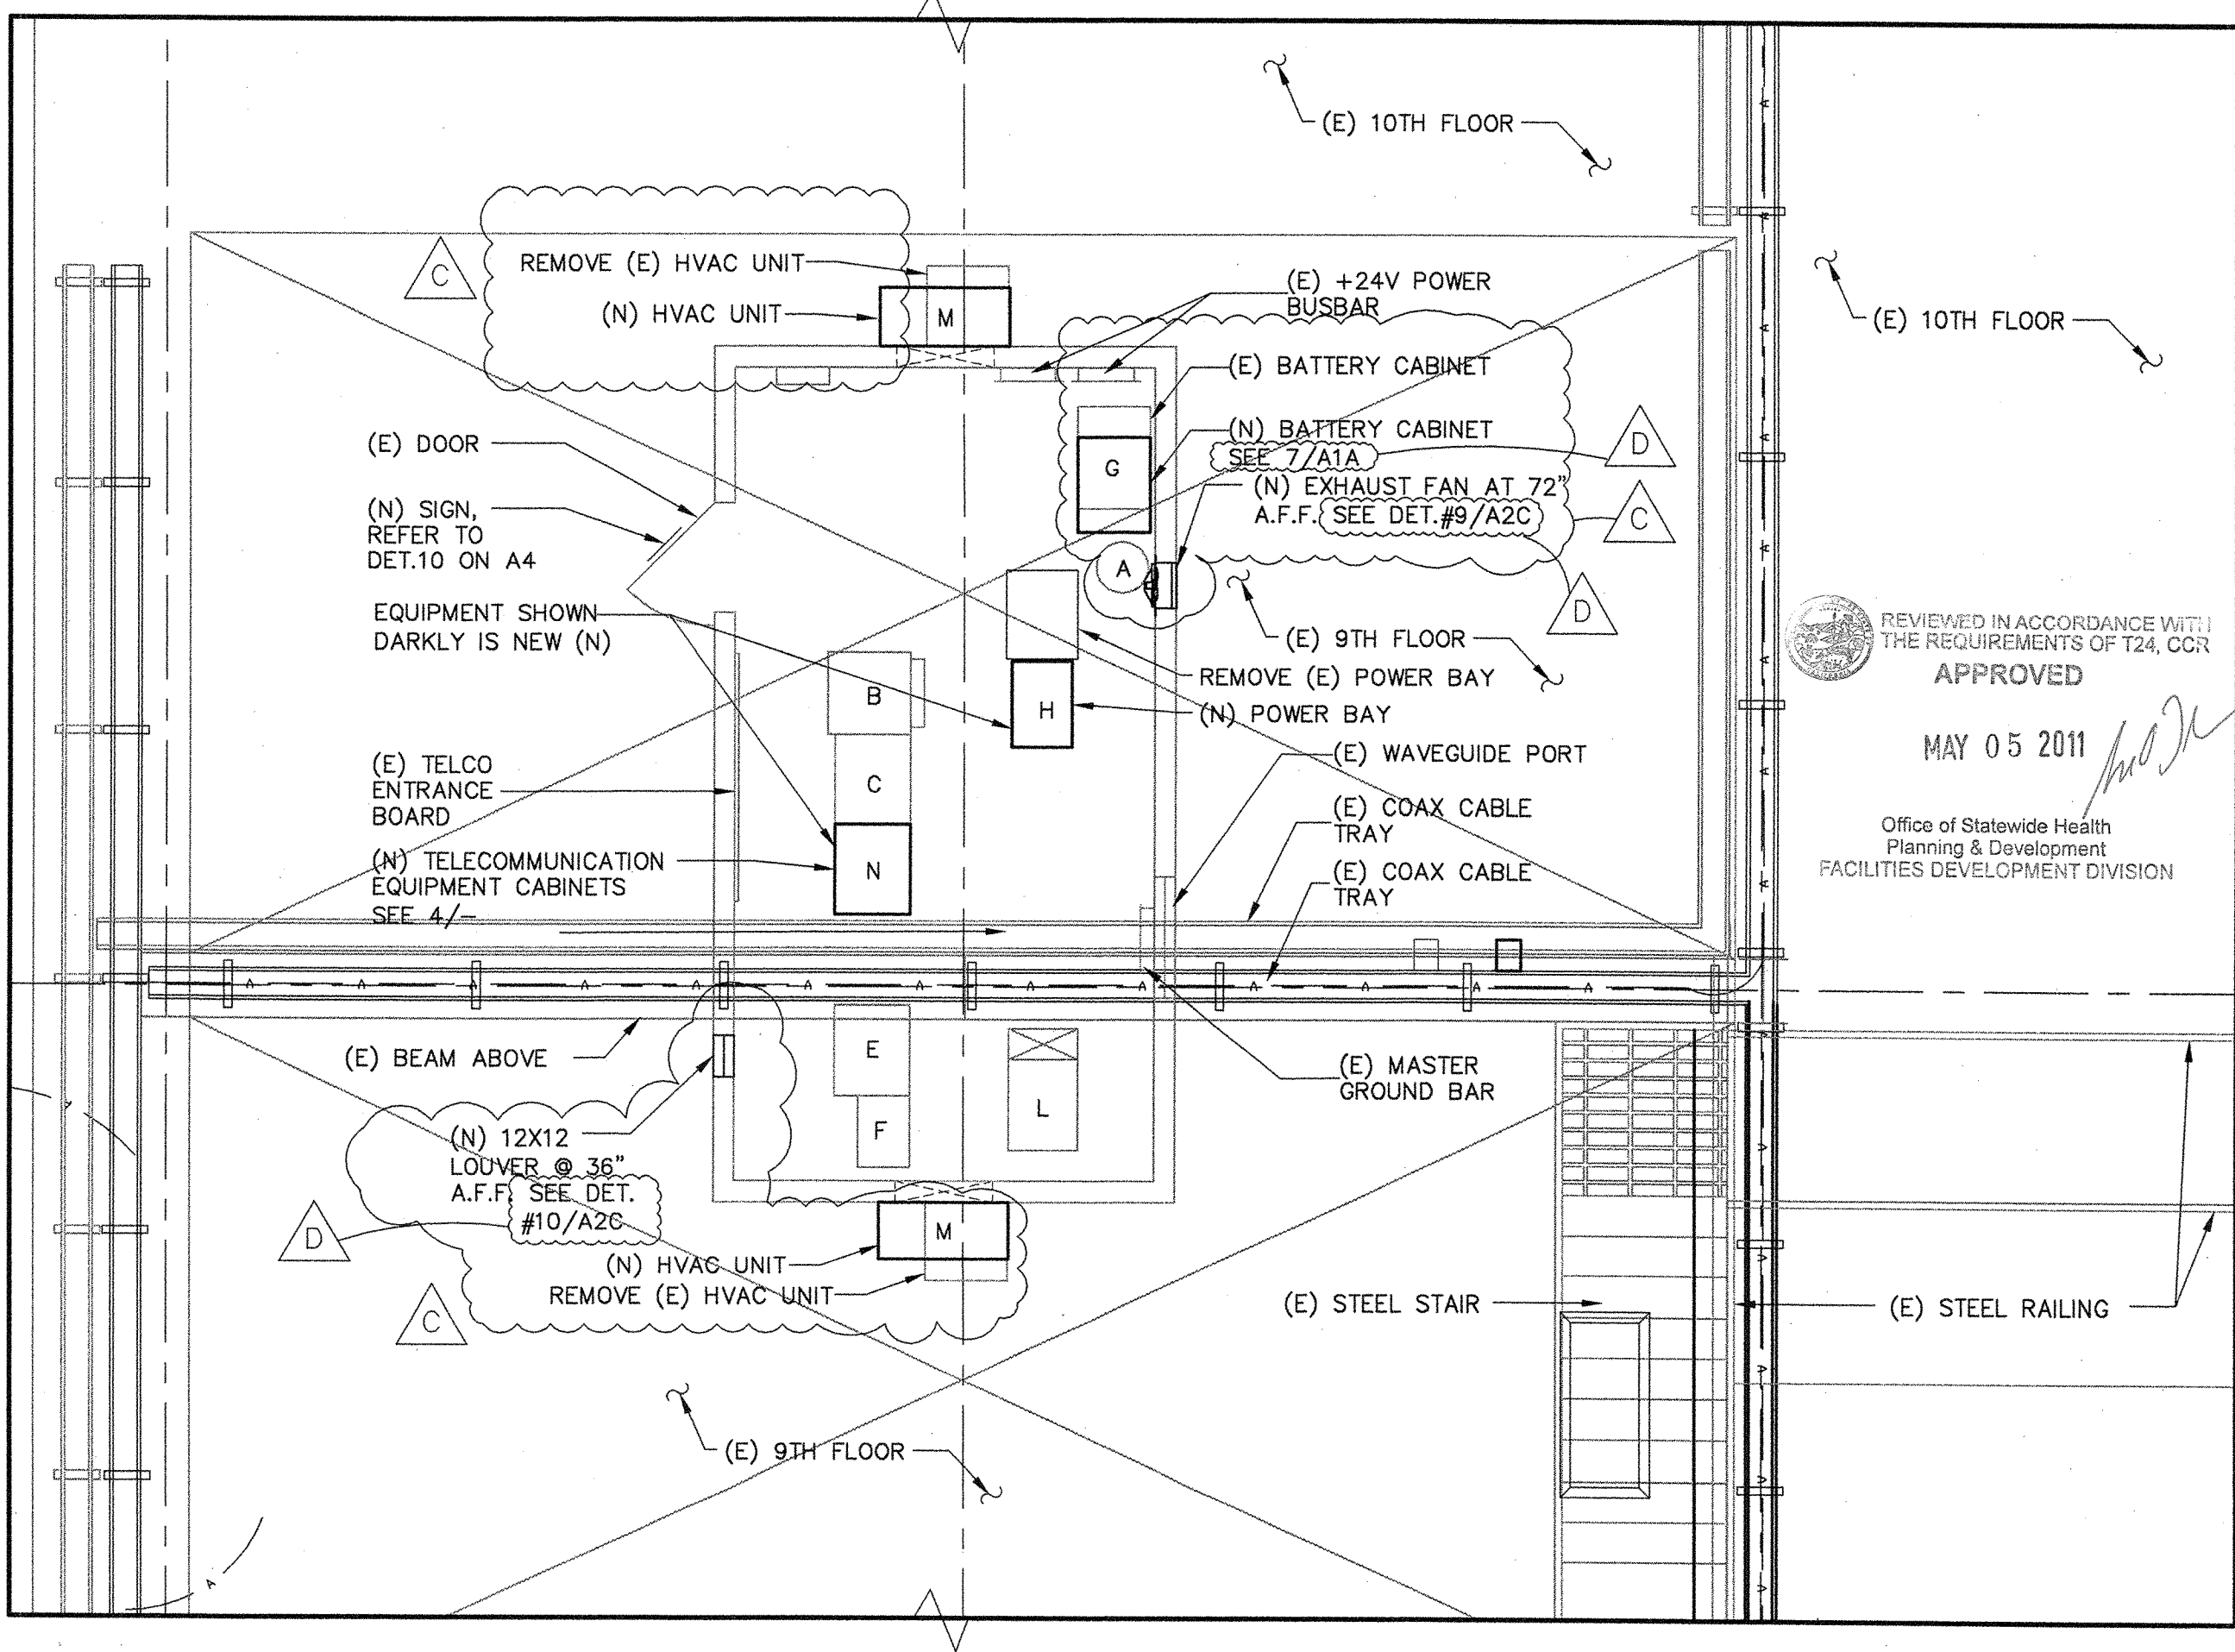 (E) 10TH FLOOR
C
REMOVE (E) HVAC UNIT
(N) HVAC UNIT
M
(E) +24V POWER
BUSBAR
(E) 10TH FLOOR
(E) BATTERY CABINET
(E) DOOR
(N) BATTERY CABINET
SEE 7/A1A
D
G
(N) EXHAUST FAN AT 72"
A.F.F. SEE DET.#9/A2C
C
(N) SIGN,
REFER TO
DET.10 ON A4
A
D
EQUIPMENT SHOWN
DARKLY IS NEW (N)
(E) 9TH FLOOR
REMOVE (E) POWER BAY
(N) POWER BAY
B
H
REVIEWED IN ACCORDANCE WITH
THE REQUIREMENTS OF T24, CCR
APPROVED
MAY 05 2011
Office of Statewide Health
Planning & Development
FACILITIES DEVELOPMENT DIVISION
(E) WAVEGUIDE PORT
(E) TELCO
ENTRANCE
BOARD
C
(E) COAX CABLE
TRAY
(N) TELECOMMUNICATION
EQUIPMENT CABINETS
SEE 4/-
N
(E) COAX CABLE
TRAY
A A A A A A A A A A A A
(E) BEAM ABOVE
E
(E) MASTER
GROUND BAR
L
F
(N) 12X12
LOUVER @ 36"
A.F.F. SEE DET.
#10/A2C
D
M
(N) HVAC UNIT
REMOVE (E) HVAC UNIT
C
(E) STEEL STAIR
(E) STEEL RAILING
(E) 9TH FLOOR
A